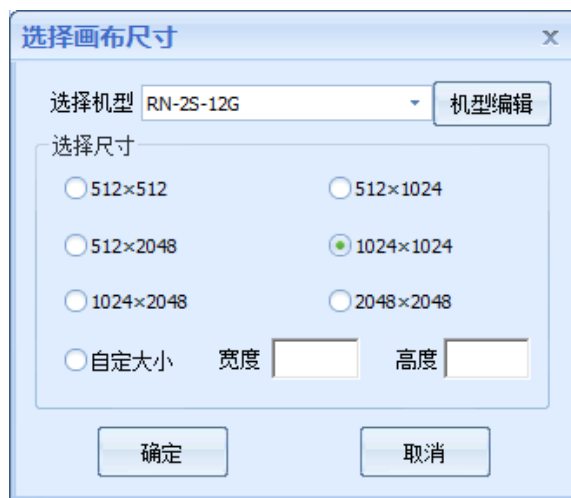 选择画布尺寸
选择机型 RN-2S-12G 机型编辑
选择尺寸
512×512 512×1024
512×2048 1024×1024
1024×2048 2048×2048
自定大小 宽度 高度
确定 取消